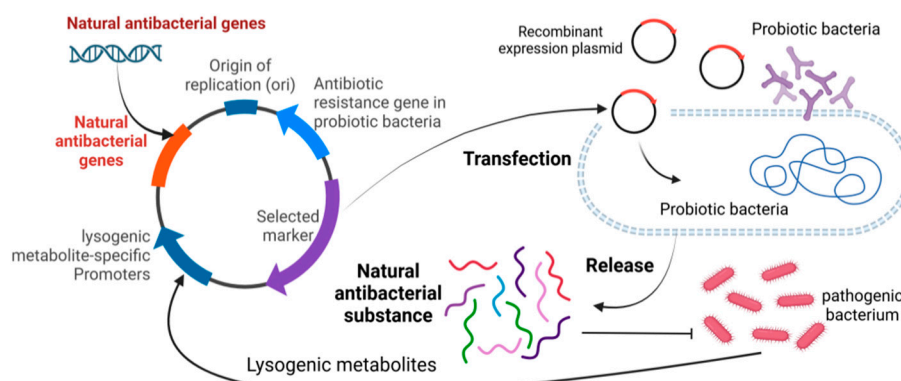 Natural antibacterial genes
Natural
antibacterial
genes
Origin of
replication (ori)
Antibiotic
resistance gene in
probiotic bacteria
Selected
marker
lysogenic
metabolite-specific
Promoters
Lysogenic metabolites
Recombinant
expression plasmid
Probiotic bacteria
Transfection
Probiotic bacteria
Release
Natural
antibacterial
substance
pathogenic
bacterium